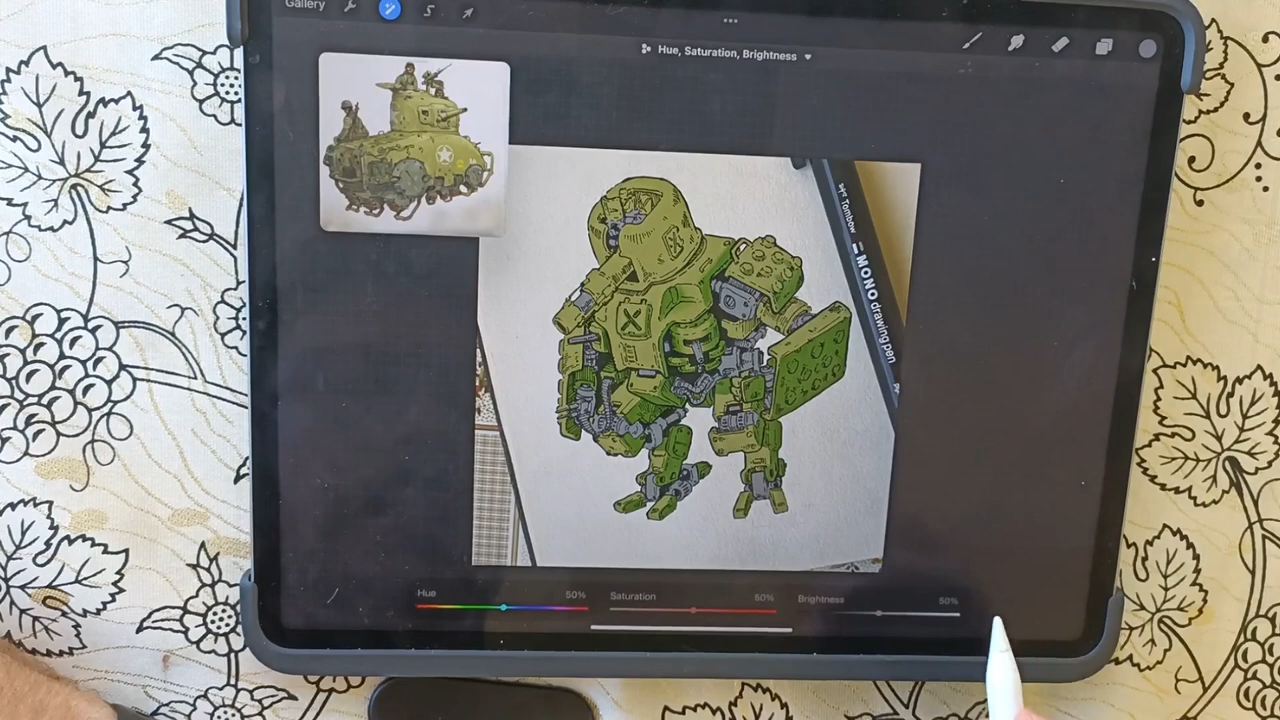 Gallery
Hue, Saturation, Brightness
Tombow MONO drawing pen
Hue 50% Saturation 50% Brightness 50%